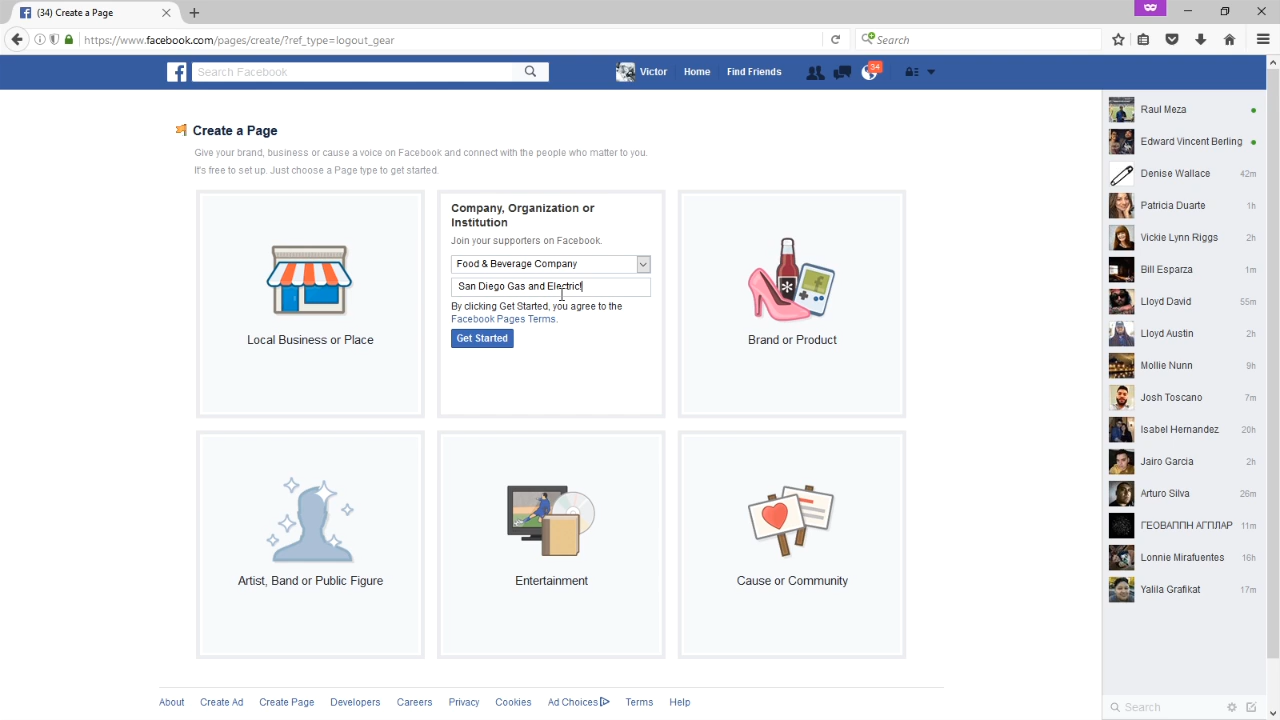 (34) Create a Page
https://www.facebook.com/pages/create/?ref_type=logout_gear
Search
Search Facebook
Victor
Home
Find Friends
34
Create a Page
Give your brand, business or cause a voice on Facebook and connect with the people who matter to you.
It's free to set up. Just choose a Page type to get started.
Local Business or Place
Company, Organization or
Institution
Join your supporters on Facebook.
Food & Beverage Company
San Diego Gas and Electric
By clicking Get Started, you agree to the
Facebook Pages Terms.
Get Started
Brand or Product
Artist, Band or Public Figure
Entertainment
Cause or Community
About Create Ad Create Page Developers Careers Privacy Cookies Ad Choices Terms Help
Raul Meza
Edward Vincent Berling
Denise Wallace 42m
Patricia Duarte 1h
Vickie Lynn Riggs 2h
Bill Esparza 1m
Lloyd David 55m
Lloyd Austin 2h
Mollie Nunn 9h
Josh Toscano 7m
Isabel Hernandez 20h
Jairo Garcia 2h
Arturo Silva 26m
ΓΕΟΒΑΠΠΗ ΑΓΓΙΛΑΡ 11m
Lonnie Mirafuentes 16h
Yalila Grafikat 17m
Search